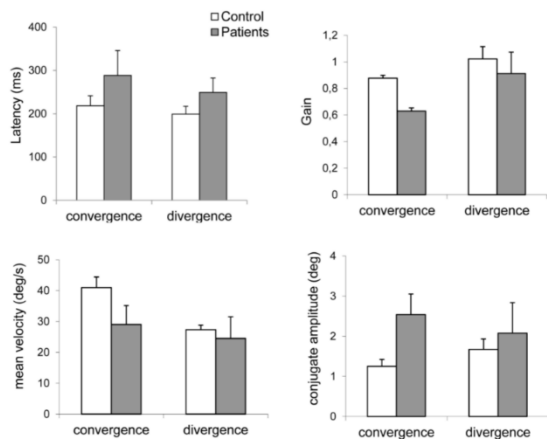 Control
Patients
Latency (ms)
400
300
200
100
0
convergence divergence
Gain
1,2
1
0,8
0,6
0,4
0,2
0
convergence divergence
mean velocity (deg/s)
50
40
30
20
10
0
convergence divergence
conjugate amplitude (deg)
4
3
2
1
0
convergence divergence